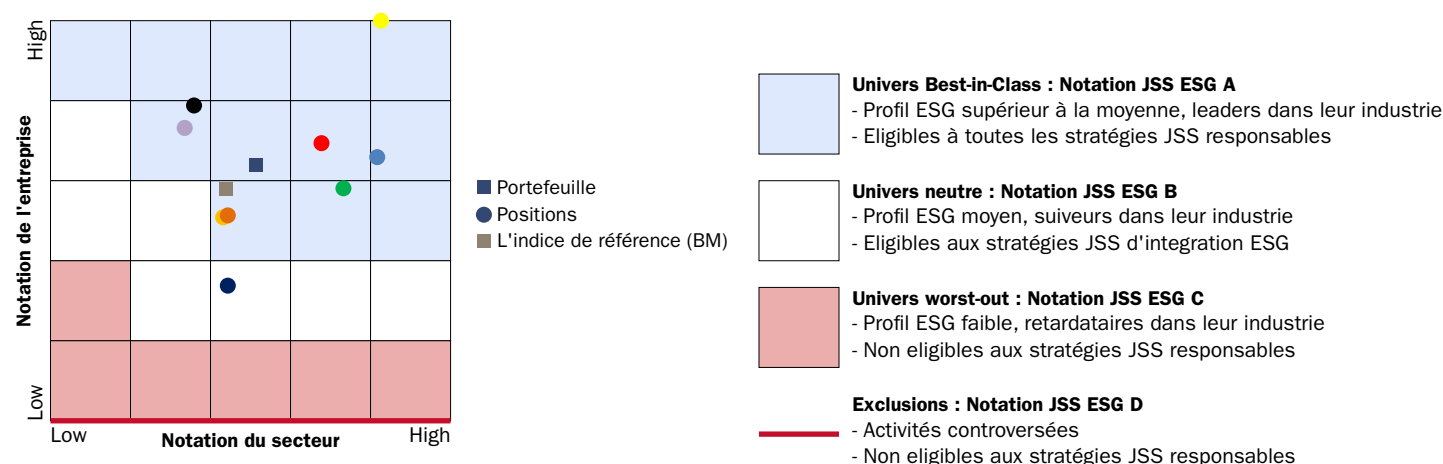 High
Notation de l'entreprise
Low
Low
Notation du secteur
High
Portefeuille
Positions
L'indice de référence (BM)
Univers Best-in-Class : Notation JSS ESG A
- Profil ESG supérieur à la moyenne, leaders dans leur industrie
- Eligibles à toutes les stratégies JSS responsables
Univers neutre : Notation JSS ESG B
- Profil ESG moyen, suiveurs dans leur industrie
- Eligibles aux stratégies JSS d'integration ESG
Univers worst-out : Notation JSS ESG C
- Profil ESG faible, retardataires dans leur industrie
- Non eligibles aux stratégies JSS responsables
Exclusions : Notation JSS ESG D
- Activités controversées
- Non eligibles aux stratégies JSS responsables